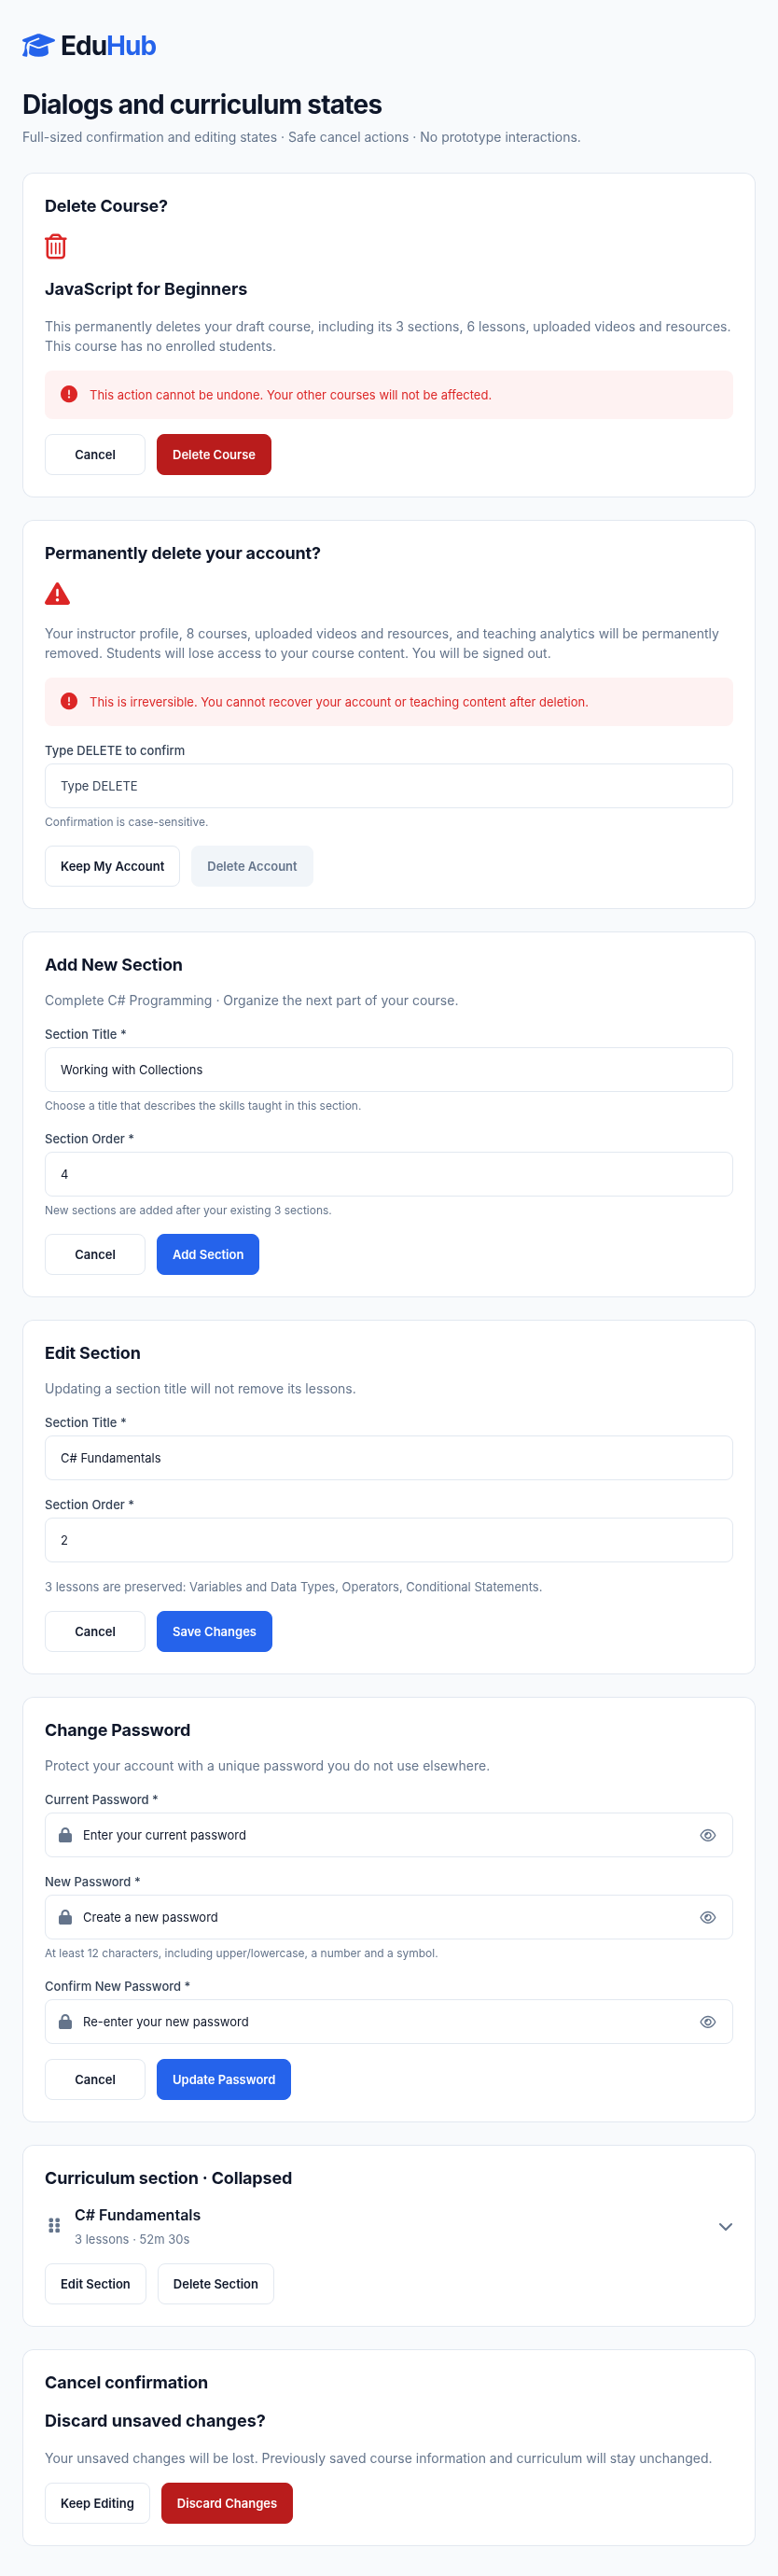 EduHub
Dialogs and curriculum states
Full-sized confirmation and editing states · Safe cancel actions · No prototype interactions.
Delete Course?
JavaScript for Beginners
This permanently deletes your draft course, including its 3 sections, 6 lessons, uploaded videos and resources.
This course has no enrolled students.
This action cannot be undone. Your other courses will not be affected.
Cancel
Delete Course
Permanently delete your account?
Your instructor profile, 8 courses, uploaded videos and resources, and teaching analytics will be permanently
removed. Students will lose access to your course content. You will be signed out.
This is irreversible. You cannot recover your account or teaching content after deletion.
Type DELETE to confirm
Type DELETE
Confirmation is case-sensitive.
Keep My Account
Delete Account
Add New Section
Complete C# Programming · Organize the next part of your course.
Section Title *
Working with Collections
Choose a title that describes the skills taught in this section.
Section Order *
4
New sections are added after your existing 3 sections.
Cancel
Add Section
Edit Section
Updating a section title will not remove its lessons.
Section Title *
C# Fundamentals
Section Order *
2
3 lessons are preserved: Variables and Data Types, Operators, Conditional Statements.
Cancel
Save Changes
Change Password
Protect your account with a unique password you do not use elsewhere.
Current Password *
Enter your current password
New Password *
Create a new password
At least 12 characters, including upper/lowercase, a number and a symbol.
Confirm New Password *
Re-enter your new password
Cancel
Update Password
Curriculum section · Collapsed
C# Fundamentals
3 lessons · 52m 30s
Edit Section
Delete Section
Cancel confirmation
Discard unsaved changes?
Your unsaved changes will be lost. Previously saved course information and curriculum will stay unchanged.
Keep Editing
Discard Changes